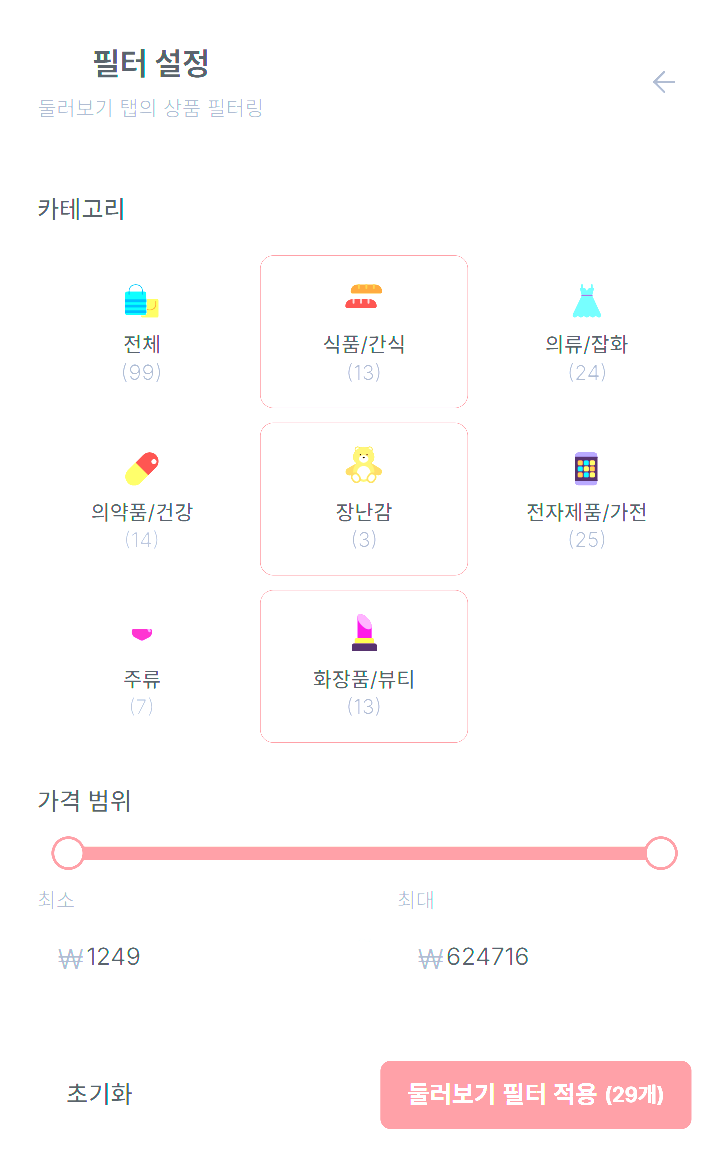 필터 설정
둘러보기 탭의 상품 필터링
카테고리
전체
(99)
식품/간식
(13)
의류/잡화
(24)
의약품/건강
(14)
장난감
(3)
전자제품/가전
(25)
주류
(7)
화장품/뷰티
(13)
가격 범위
최소
최대
₩1249
₩624716
초기화
둘러보기 필터 적용 (29개)